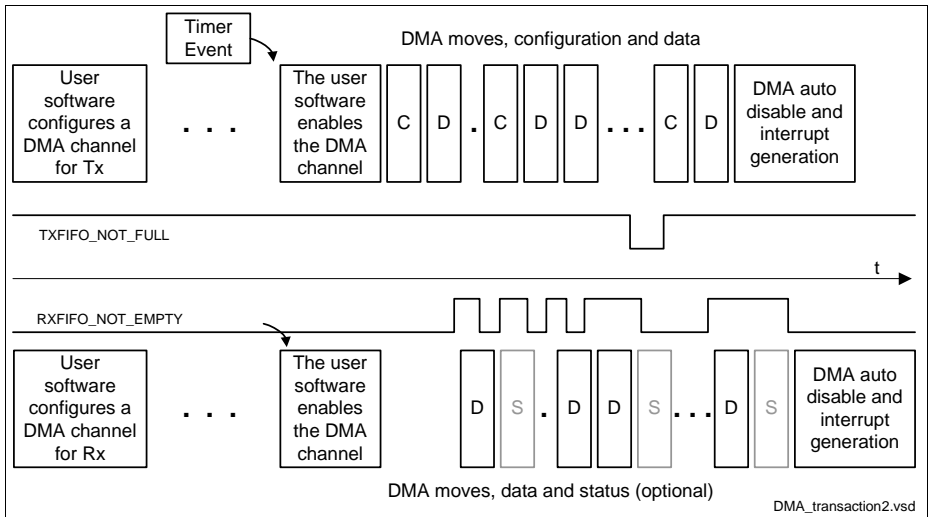 Timer
Event
DMA moves, configuration and data
User
software
configures a
DMA channel
for Tx
. . .
The user
software
enables
the DMA
channel
C D . C D D . . . C D
DMA auto
disable and
interrupt
generation
TXFIFO_NOT_FULL
t
RXFIFO_NOT_EMPTY
User
software
configures a
DMA channel
for Rx
. . .
The user
software
enables
the DMA
channel
D S . D D S . . . D S
DMA auto
disable and
interrupt
generation
DMA moves, data and status (optional)
DMA_transaction2.vsd